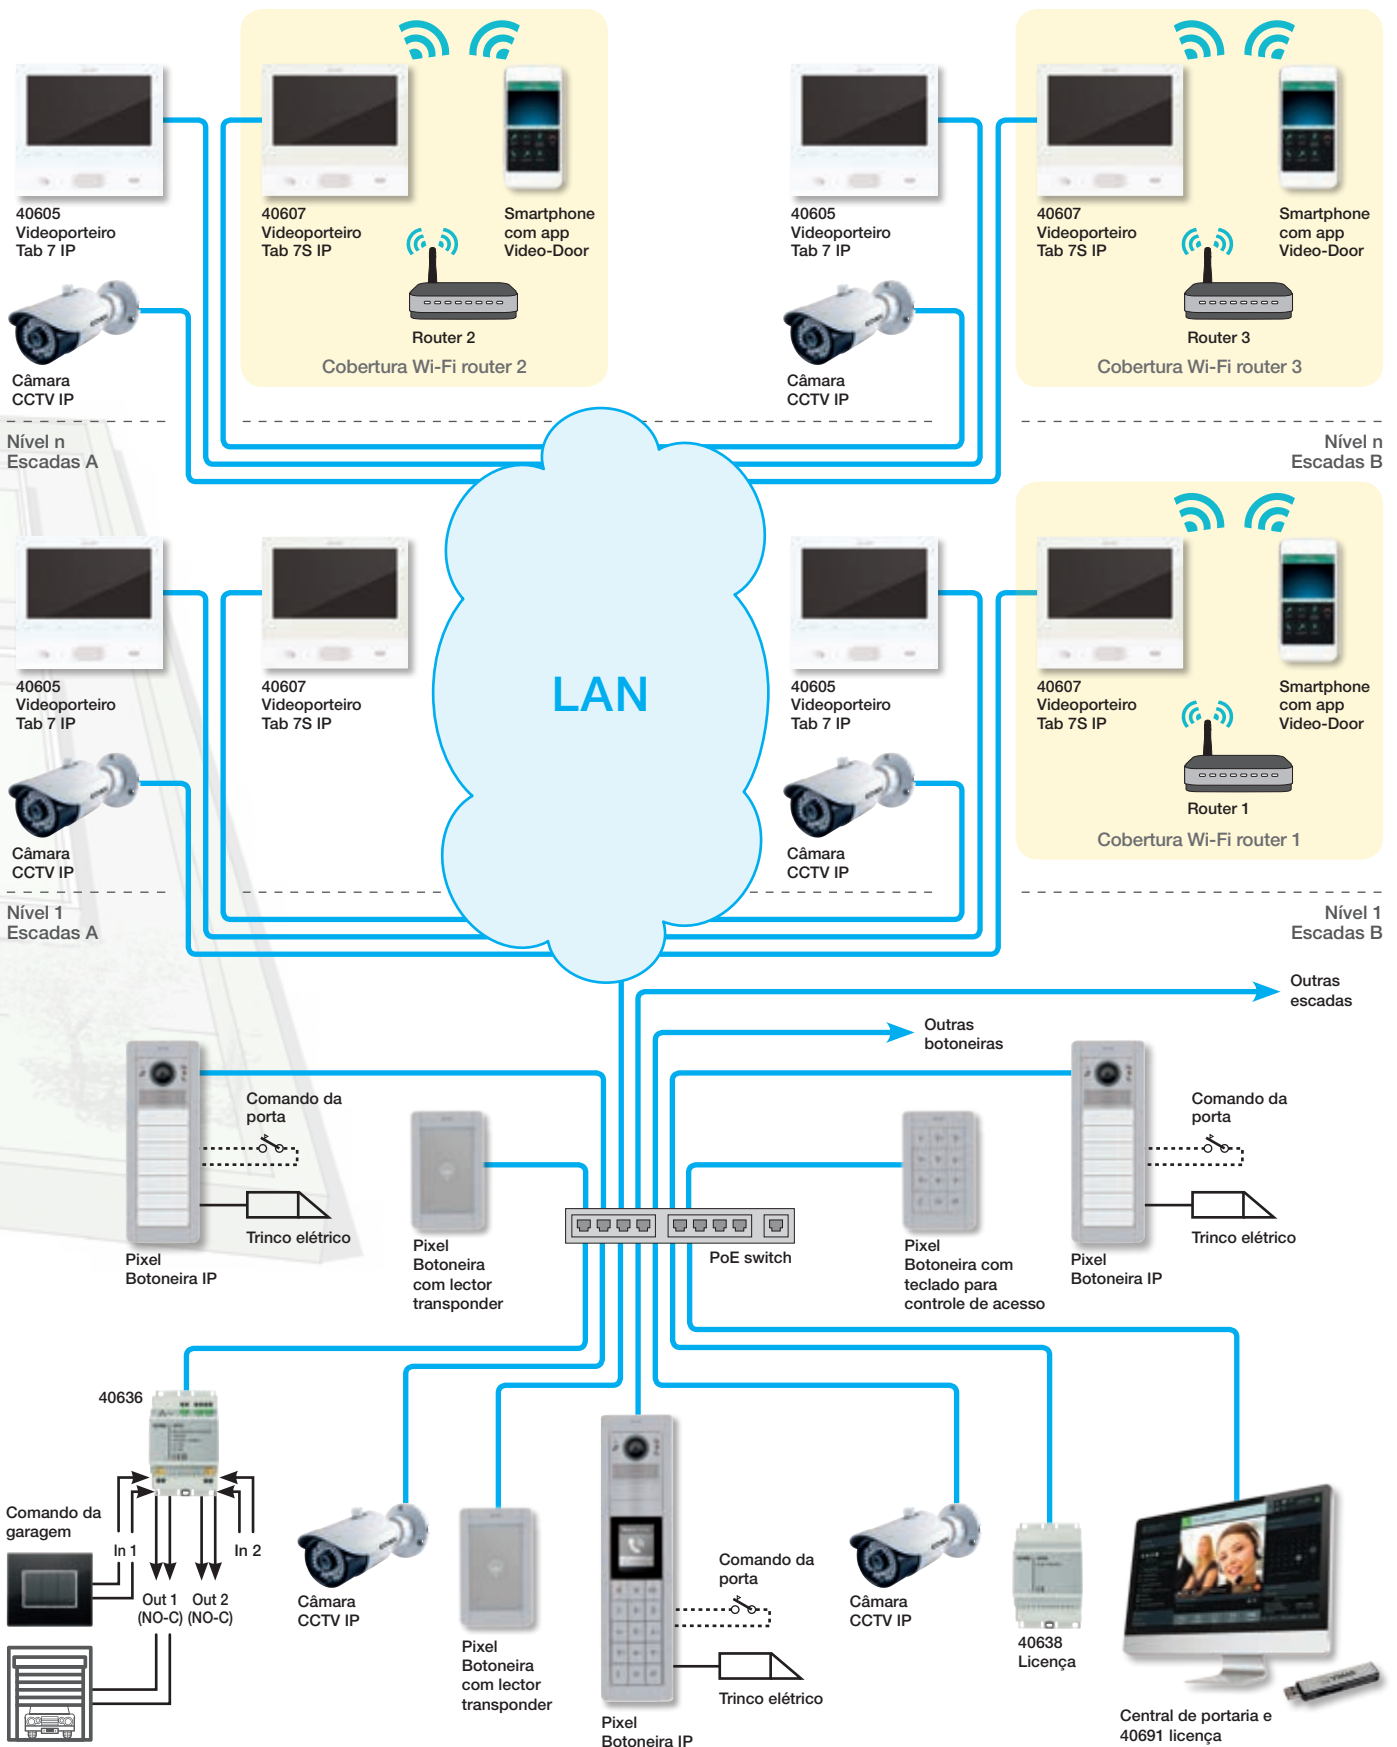 40605
Videoporteiro
Tab 7 IP
40607
Videoporteiro
Tab 7S IP
Smartphone
com app
Video-Door
Router 2
Cobertura Wi-Fi router 2
Câmara
CCTV IP
40605
Videoporteiro
Tab 7 IP
40607
Videoporteiro
Tab 7S IP
Smartphone
com app
Video-Door
Router 3
Cobertura Wi-Fi router 3
Câmara
CCTV IP
Nível n
Escadas A
Nível n
Escadas B
LAN
40605
Videoporteiro
Tab 7 IP
40607
Videoporteiro
Tab 7S IP
Câmara
CCTV IP
40605
Videoporteiro
Tab 7 IP
40607
Videoporteiro
Tab 7S IP
Smartphone
com app
Video-Door
Router 1
Cobertura Wi-Fi router 1
Câmara
CCTV IP
Nível 1
Escadas A
Nível 1
Escadas B
Outras
escadas
Outras
botoneiras
Comando da
porta
Trinco elétrico
Pixel
Botoneira IP
Pixel
Botoneira
com lector
transponder
PoE switch
Pixel
Botoneira com
teclado para
controle de acesso
Comando da
porta
Trinco elétrico
Pixel
Botoneira IP
40636
Comando da
garagem
In 1
In 2
Out 1
(NO-C)
Out 2
(NO-C)
Câmara
CCTV IP
Pixel
Botoneira
com lector
transponder
Comando da
porta
Trinco elétrico
Pixel
Botoneira IP
Câmara
CCTV IP
40638
Licença
Central de portaria e
40691 licença